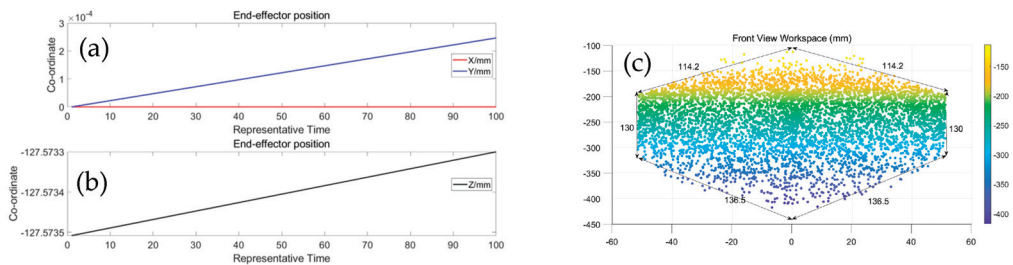 End-effector position
×10⁻⁴
(a)
Co-ordinate
3
2
1
0
X/mm
Y/mm
0 10 20 30 40 50 60 70 80 90 100
Representative Time
End-effector position
(b)
Co-ordinate
-127.5733
-127.5734
-127.5735
Z/mm
0 10 20 30 40 50 60 70 80 90 100
Representative Time
Front View Workspace (mm)
(c)
-100
-150
-200
-250
-300
-350
-400
-450
114.2
114.2
130
130
136.5
136.5
-60 -40 -20 0 20 40 60
-150
-200
-250
-300
-350
-400